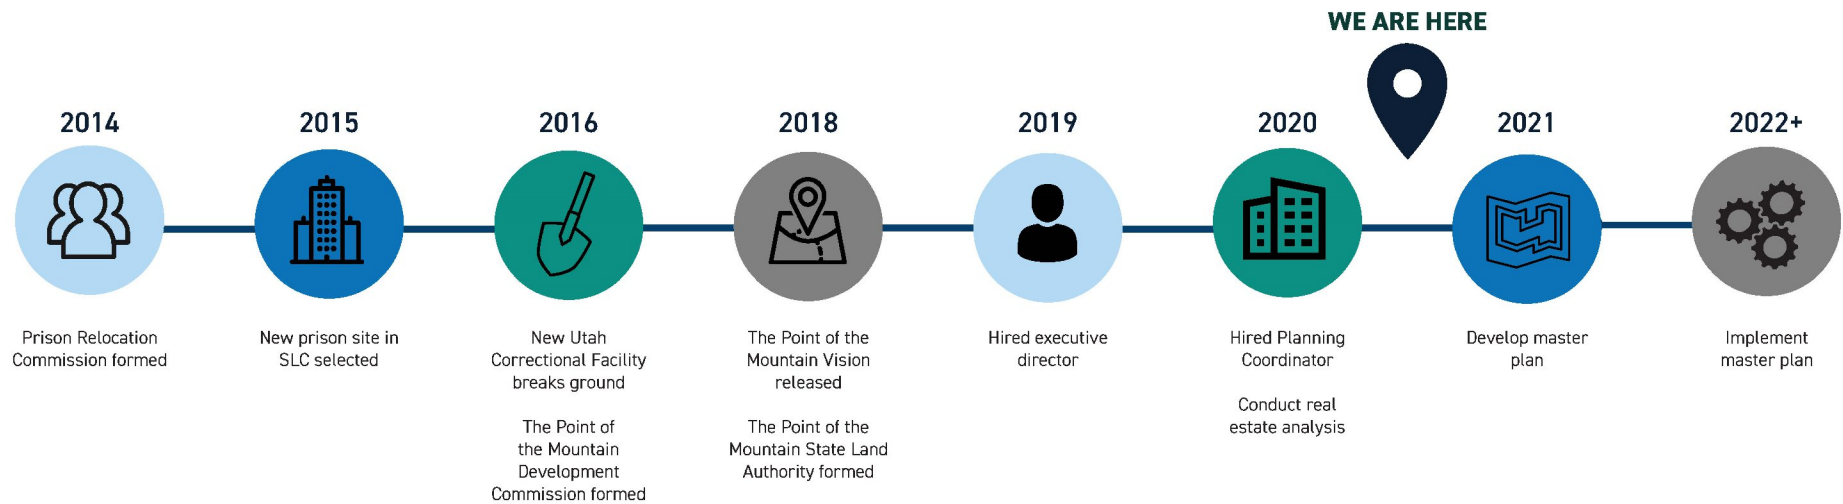 WE ARE HERE
2014
Prison Relocation
Commission formed
2015
New prison site in
SLC selected
2016
New Utah
Correctional Facility
breaks ground
The Point of
the Mountain
Development
Commission formed
2018
The Point of the
Mountain Vision
released
The Point of the
Mountain State Land
Authority formed
2019
Hired executive
director
2020
Hired Planning
Coordinator
Conduct real
estate analysis
2021
Develop master
plan
2022+
Implement
master plan